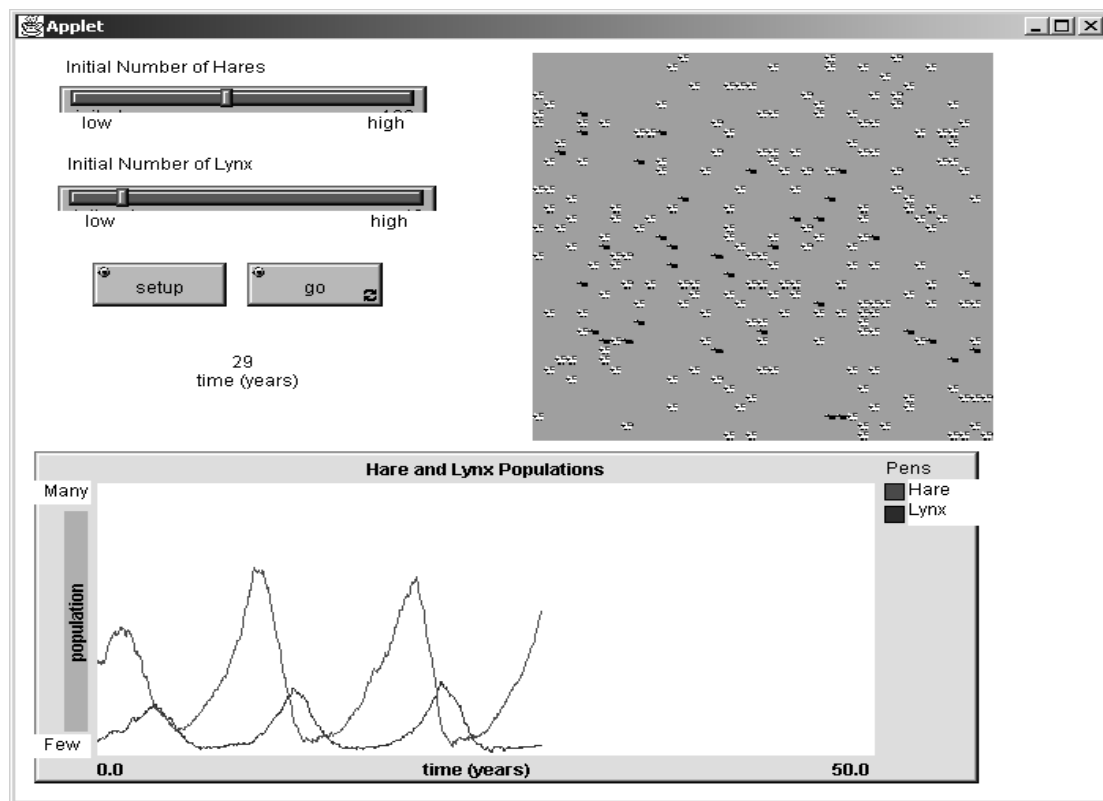 Applet
Initial Number of Hares
low high
Initial Number of Lynx
low high
setup go
29
time (years)
Hare and Lynx Populations
Many
population
Few
0.0 time (years) 50.0
Pens
Hare
Lynx